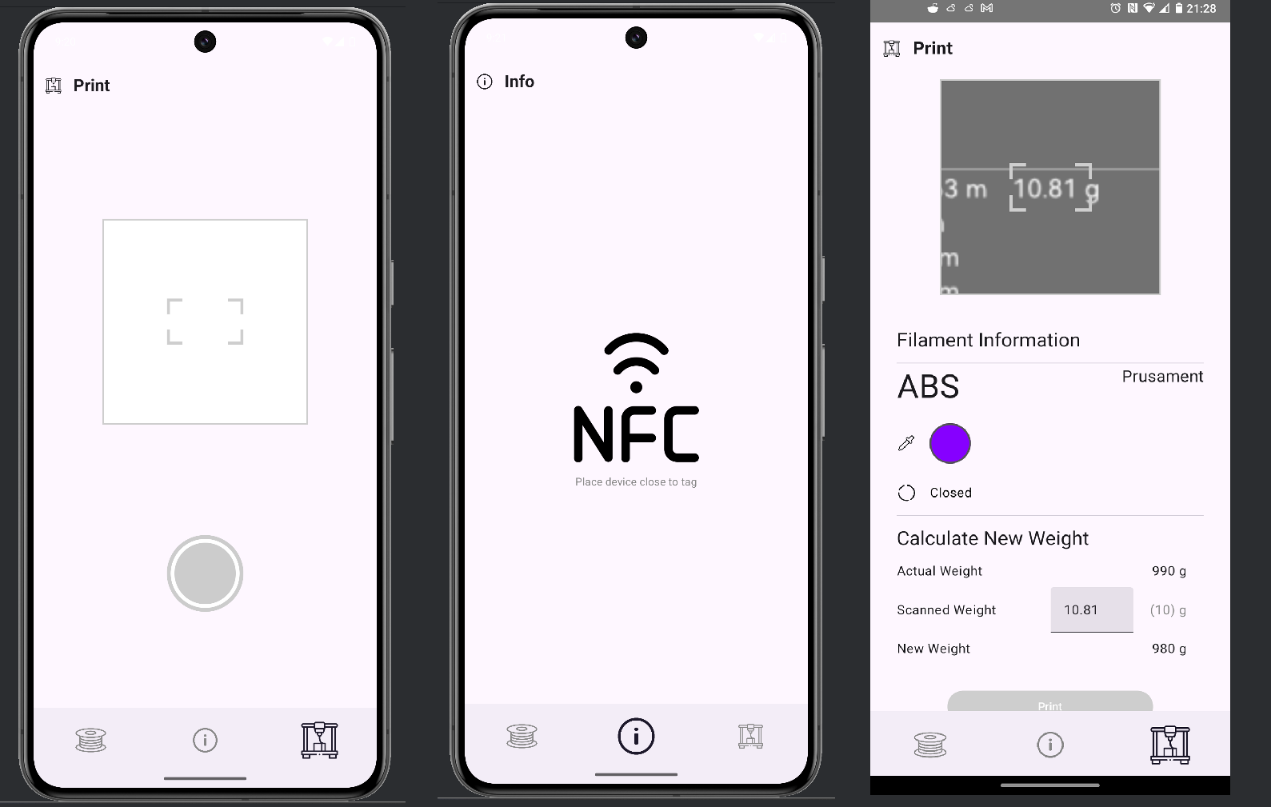 Print
Info
NFC
Place device close to tag
21:28
Print
3 m 10.81 g
m
m
Filament Information
ABS
Prusament
Closed
Calculate New Weight
Actual Weight 990 g
Scanned Weight 10.81 (10) g
New Weight 980 g
Print